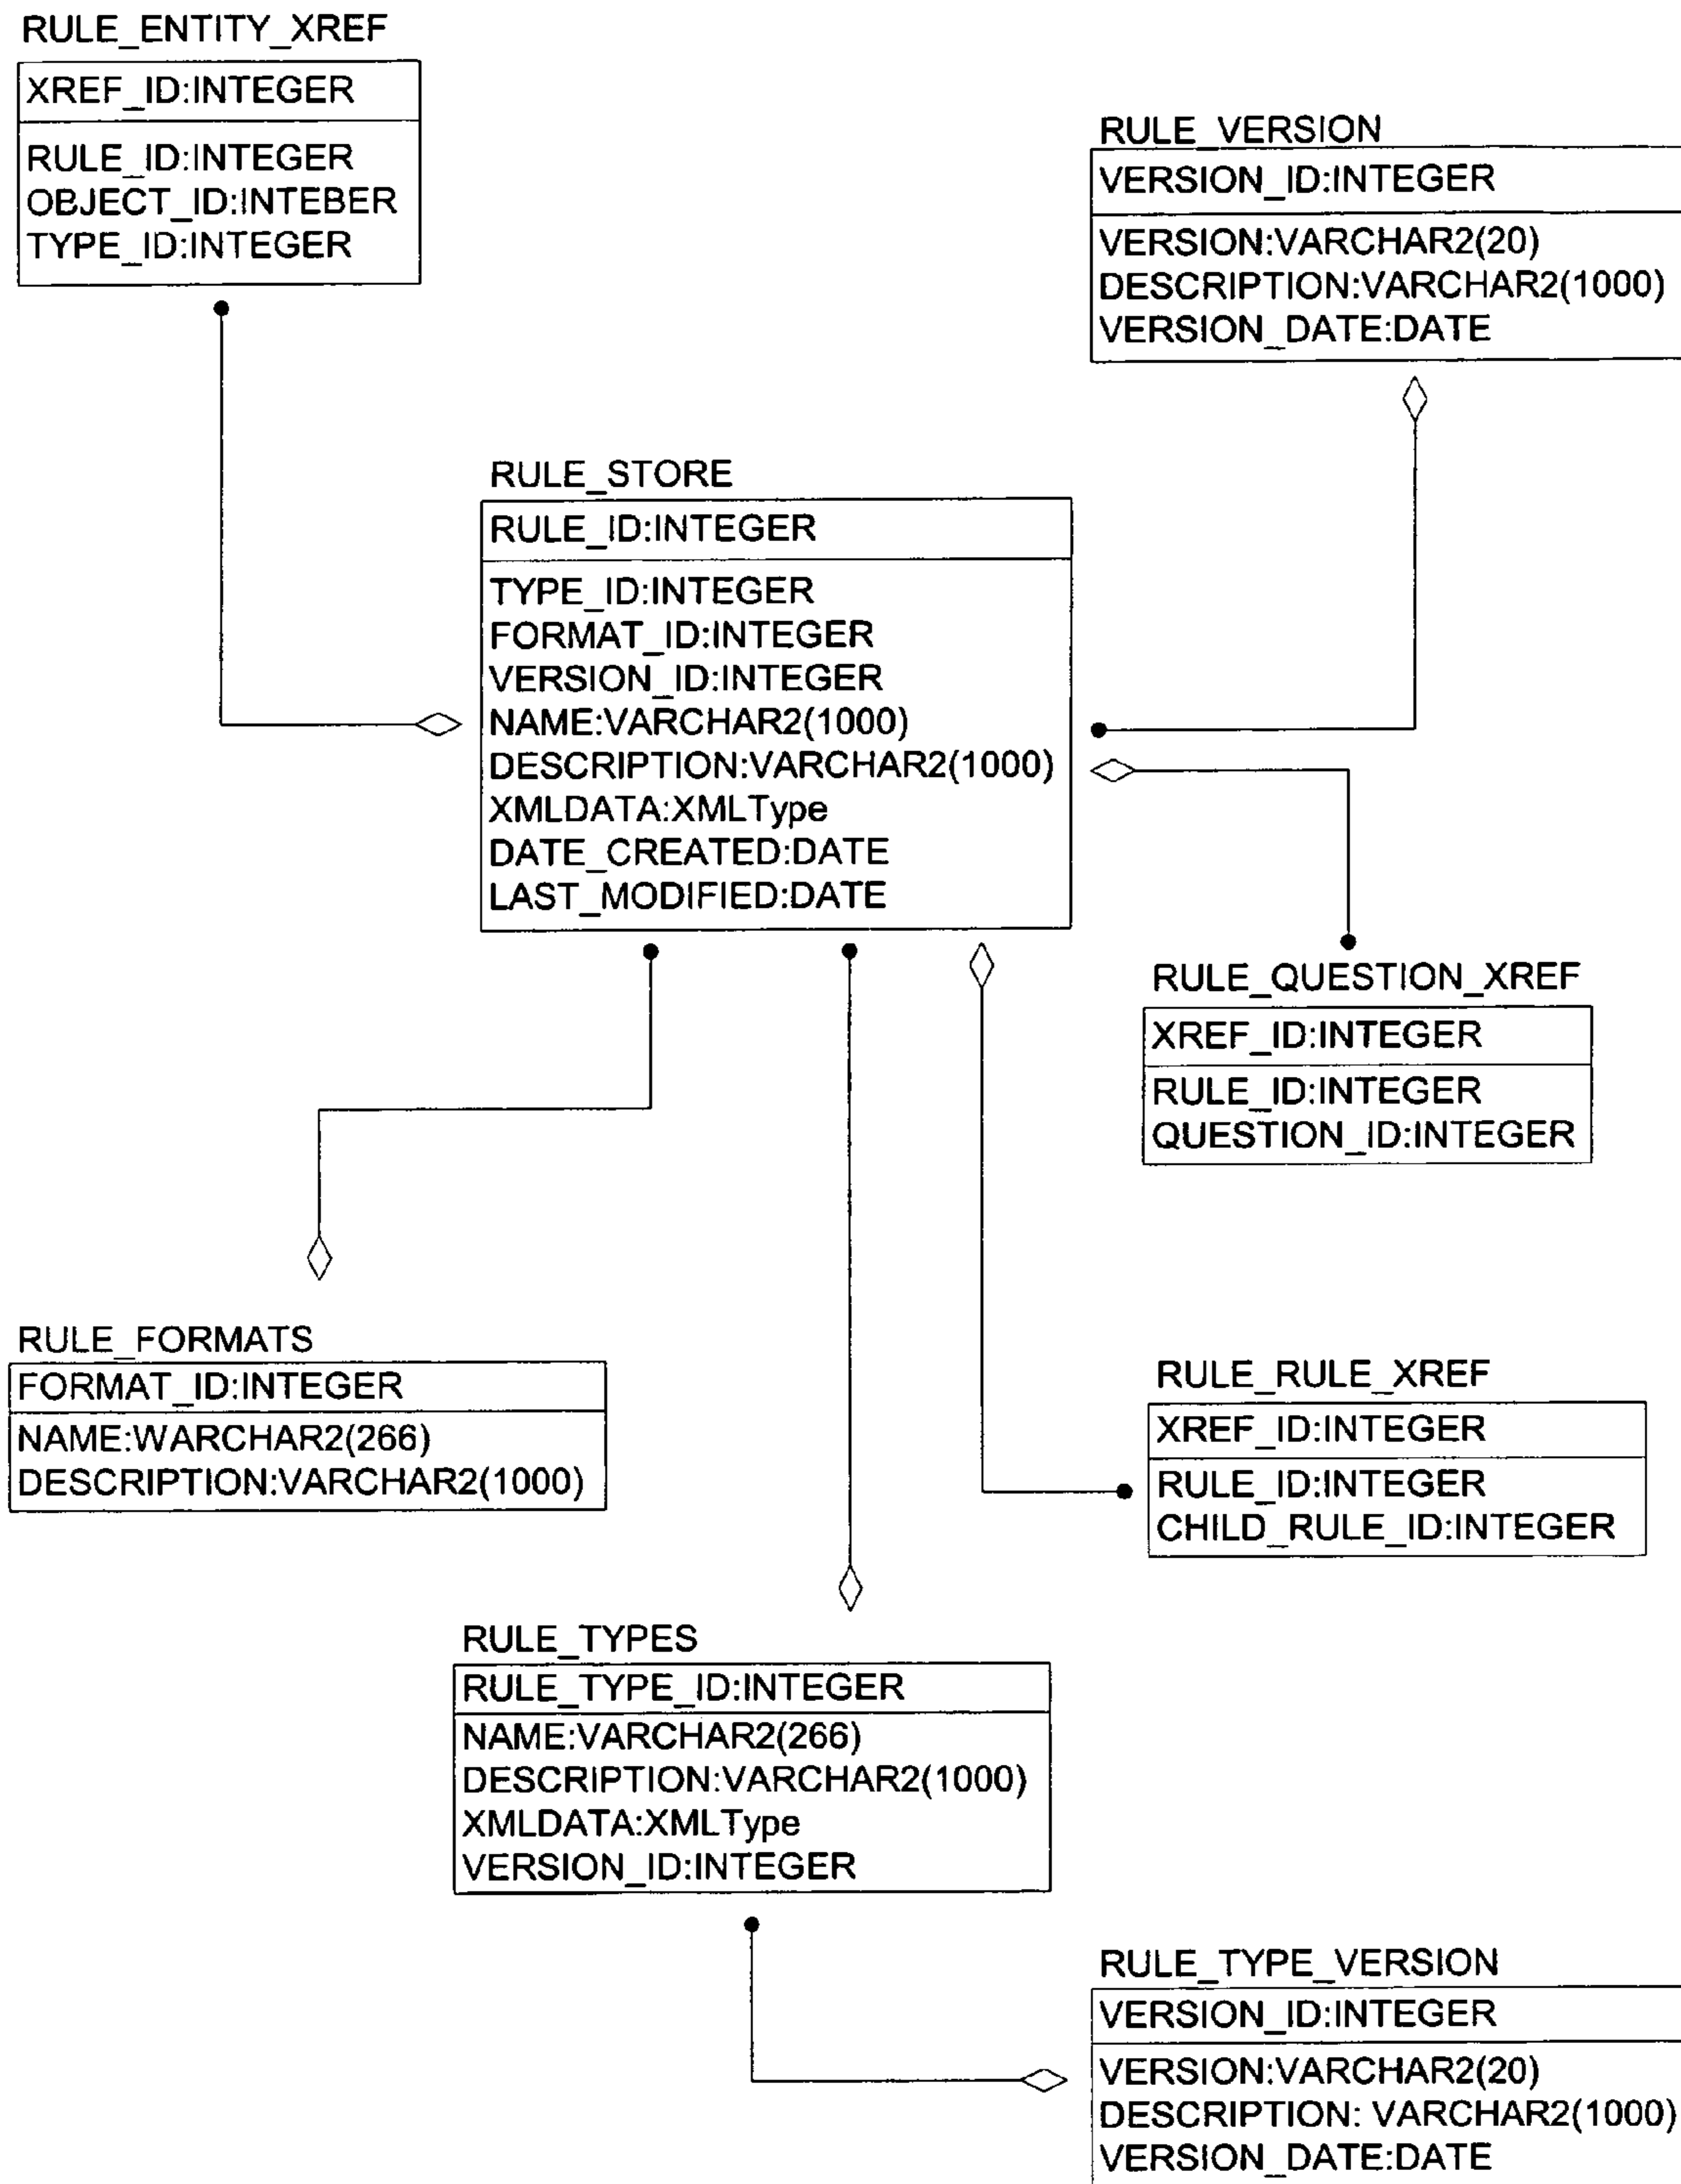 RULE_ENTITY_XREF
XREF_ID:INTEGER
RULE_ID:INTEGER
OBJECT_ID:INTEBER
TYPE_ID:INTEGER
RULE_VERSION
VERSION_ID:INTEGER
VERSION:VARCHAR2(20)
DESCRIPTION:VARCHAR2(1000)
VERSION_DATE:DATE
RULE_STORE
RULE_ID:INTEGER
TYPE_ID:INTEGER
FORMAT_ID:INTEGER
VERSION_ID:INTEGER
NAME:VARCHAR2(1000)
DESCRIPTION:VARCHAR2(1000)
XMLDATA:XMLType
DATE_CREATED:DATE
LAST_MODIFIED:DATE
RULE_QUESTION_XREF
XREF_ID:INTEGER
RULE_ID:INTEGER
QUESTION_ID:INTEGER
RULE_FORMATS
FORMAT_ID:INTEGER
NAME:WARCHAR2(266)
DESCRIPTION:VARCHAR2(1000)
RULE_RULE_XREF
XREF_ID:INTEGER
RULE_ID:INTEGER
CHILD_RULE_ID:INTEGER
RULE_TYPES
RULE_TYPE_ID:INTEGER
NAME:VARCHAR2(266)
DESCRIPTION:VARCHAR2(1000)
XMLDATA:XMLType
VERSION_ID:INTEGER
RULE_TYPE_VERSION
VERSION_ID:INTEGER
VERSION:VARCHAR2(20)
DESCRIPTION: VARCHAR2(1000)
VERSION_DATE:DATE